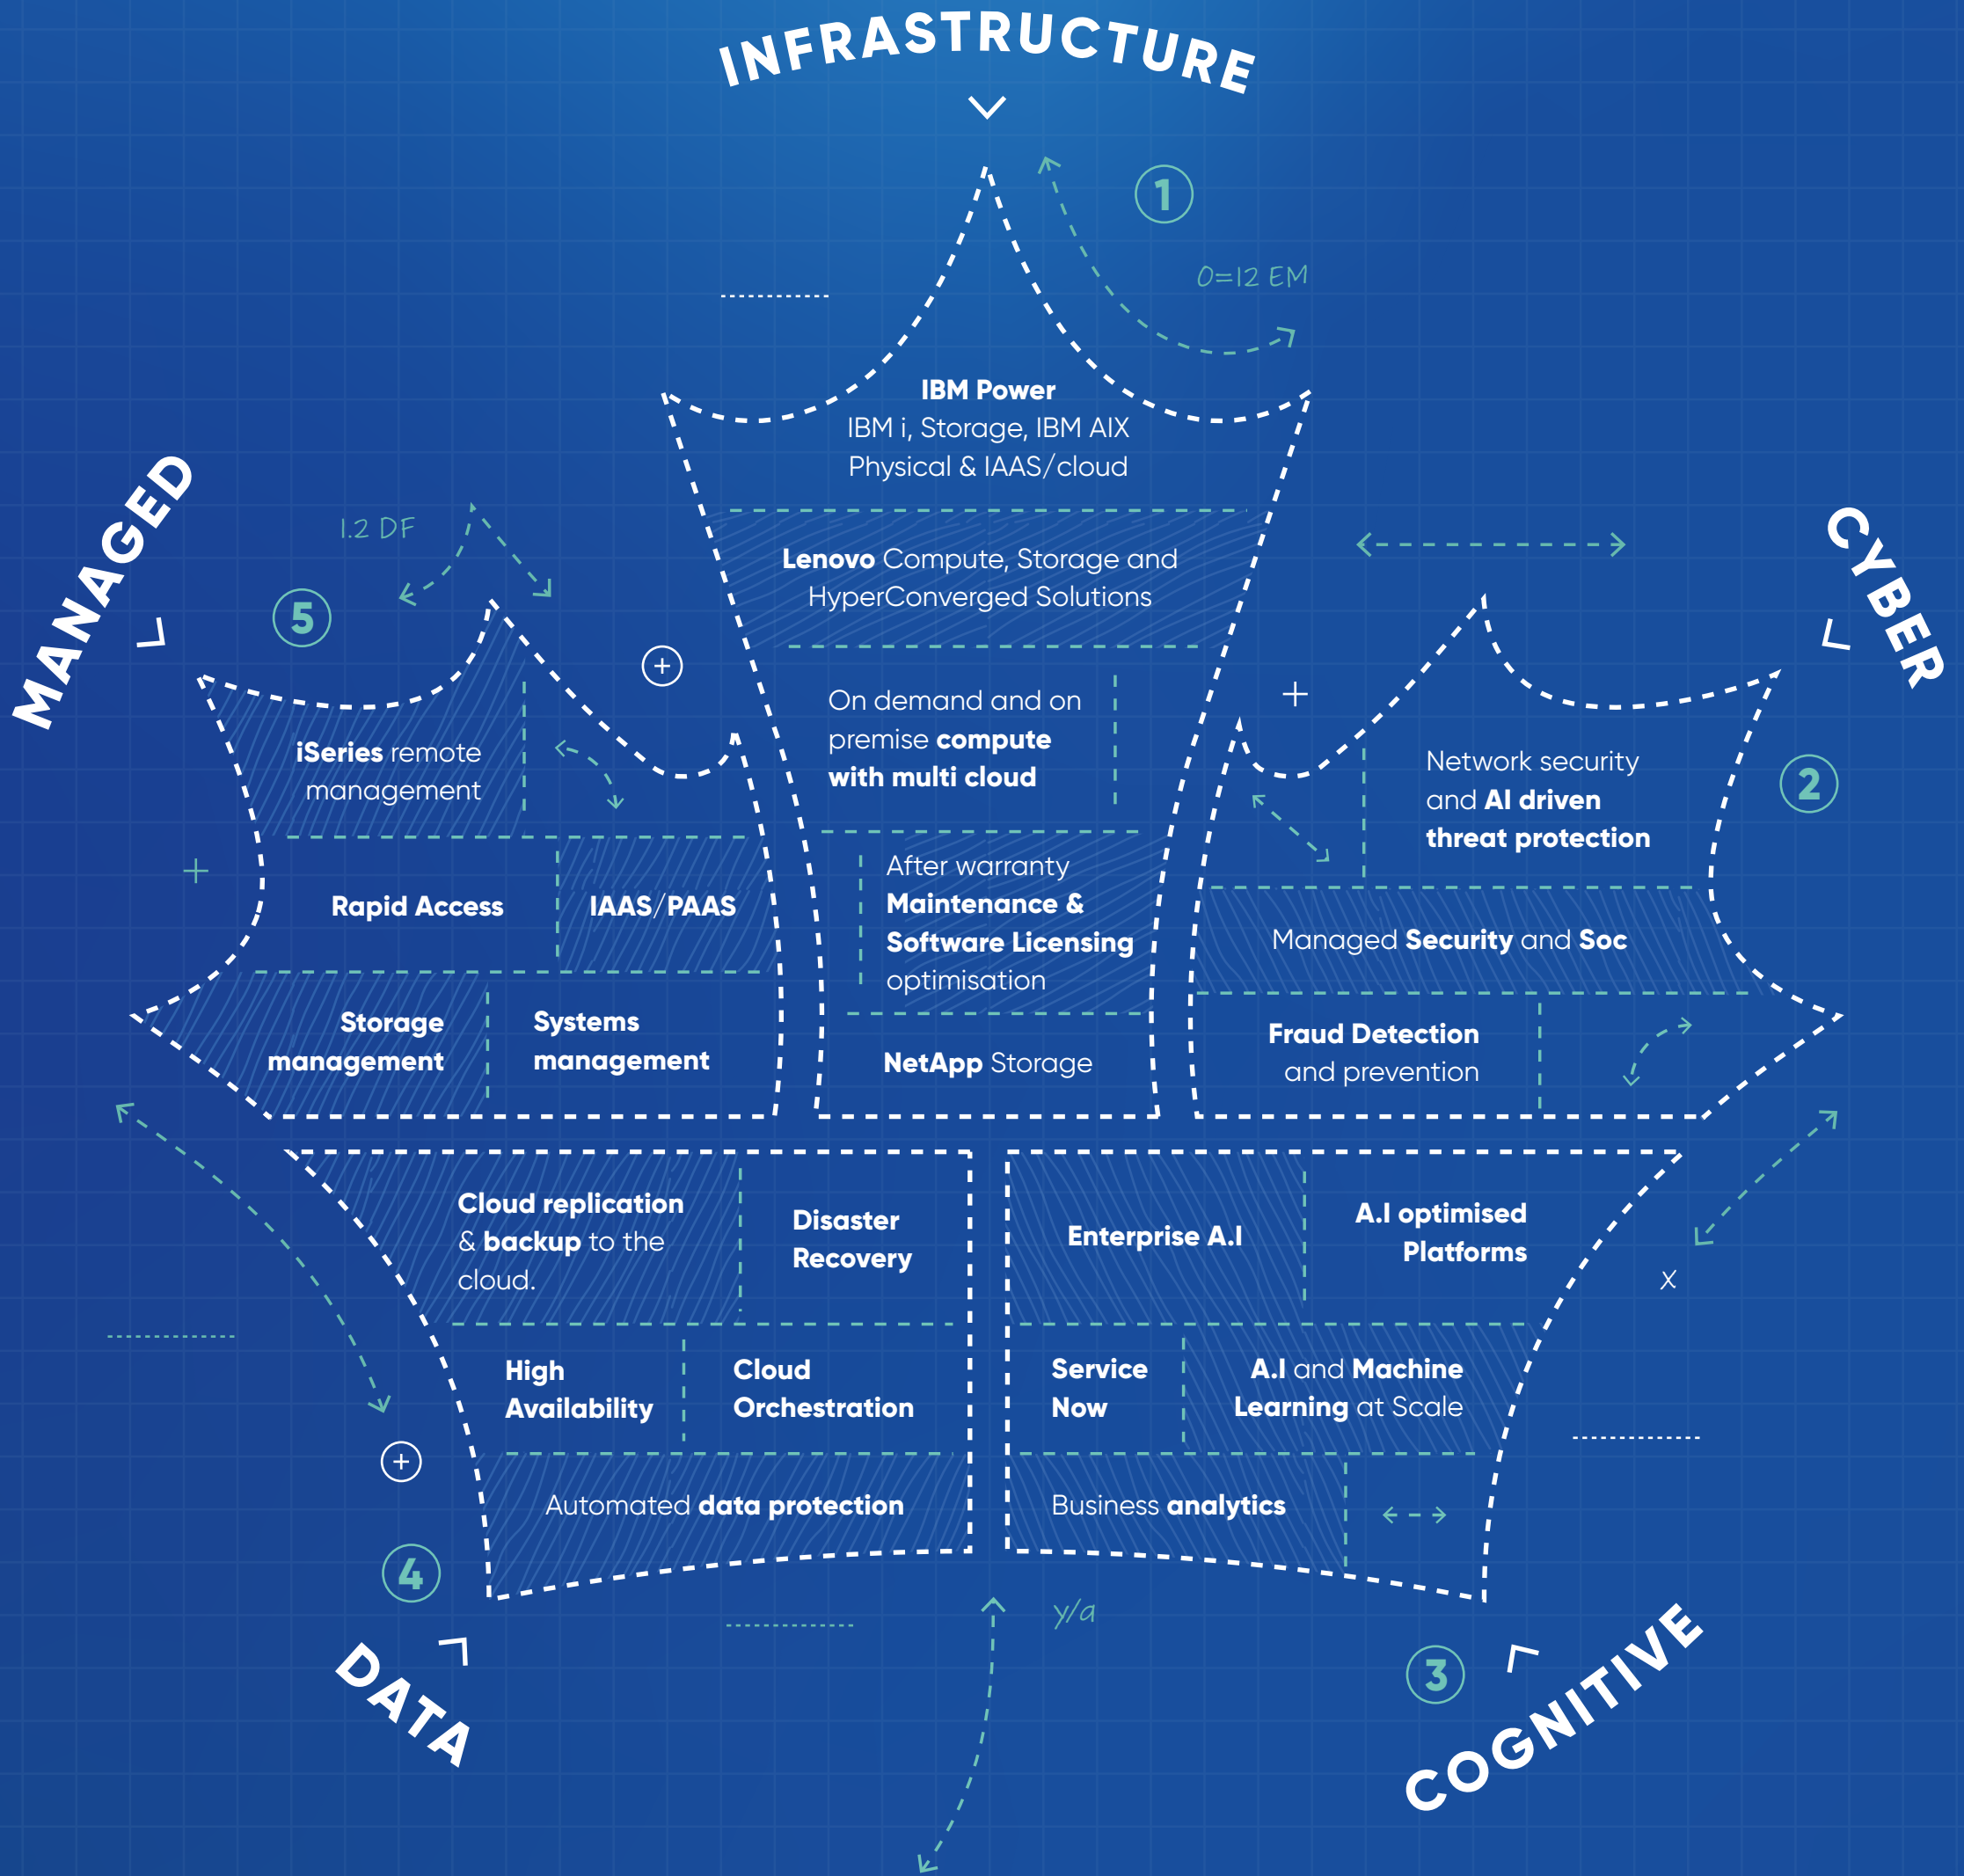 INFRASTRUCTURE
1
0=12 EM
IBM Power
IBM i, Storage, IBM AIX
Physical & IAAS/cloud
Lenovo Compute, Storage and
HyperConverged Solutions
On demand and on
premise compute
with multi cloud
After warranty
Maintenance &
Software Licensing
optimisation
NetApp Storage
CYBER
2
Network security
and AI driven
threat protection
Managed Security and Soc
Fraud Detection
and prevention
COGNITIVE
3
Enterprise A.I
A.I optimised
Platforms
x
Service
Now
A.I and Machine
Learning at Scale
Business analytics
y/a
DATA
4
Cloud replication
& backup to the
cloud.
Disaster
Recovery
High
Availability
Cloud
Orchestration
Automated data protection
MANAGED
5
1.2 DF
iSeries remote
management
Rapid Access
IAAS/PAAS
Storage
management
Systems
management